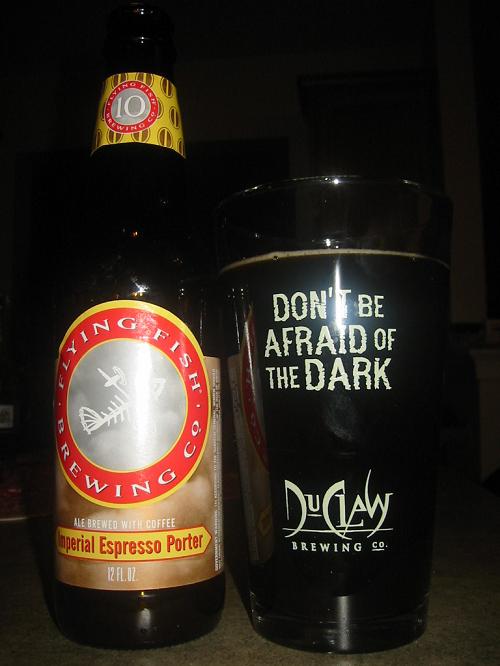 FLYING FISH
10
BREWING CO.
FLYING FISH
BREWING CO.
ALE BREWED WITH COFFEE
Imperial Espresso Porter
12 FL. OZ.
DON'T BE
AFRAID OF
THE DARK
DUCLAW
BREWING CO.